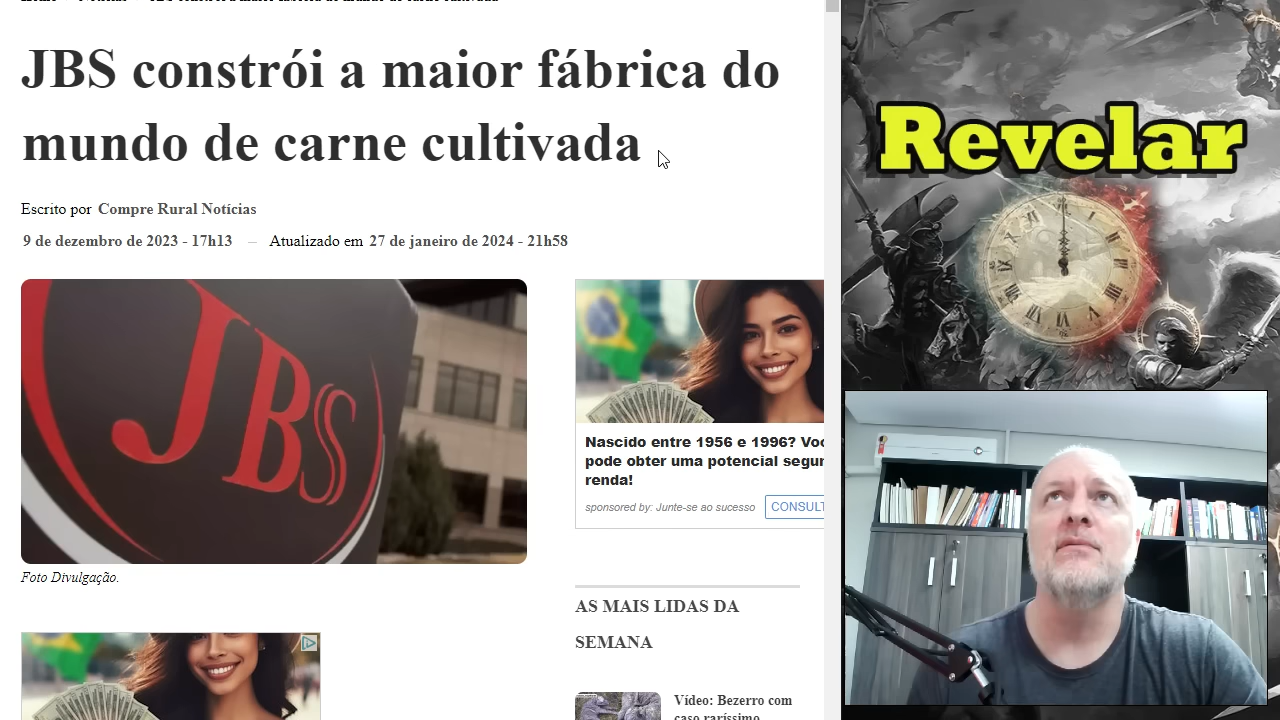 JBS constrói a maior fábrica do
mundo de carne cultivada
Escrito por Compre Rural Notícias
9 de dezembro de 2023 - 17h13 — Atualizado em 27 de janeiro de 2024 - 21h58
JBS
Foto Divulgação.
Nascido entre 1956 e 1996? Voc
pode obter uma potencial segur
renda!
sponsored by: Junte-se ao sucesso
CONSULT
AS MAIS LIDAS DA
SEMANA
Vídeo: Bezerro com
caso raríssimo
Revelar